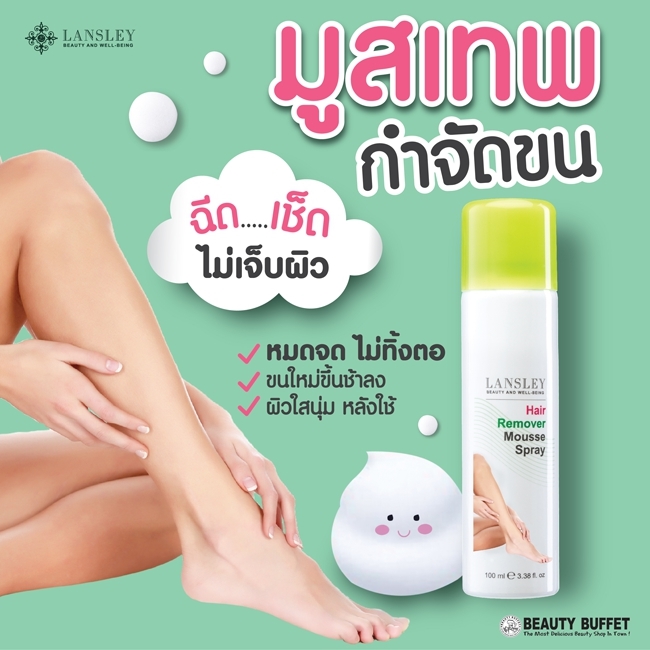 LANSLEY
BEAUTY AND WELL-BEING
มูสเทพ
กำจัดขน
ฉีด.....เช็ด
ไม่เจ็บผิว
หมดจด ไม่ทิ้งตอ
ขนใหม่ขึ้นช้าลง
ผิวใสนุ่ม หลังใช้
LANSLEY
BEAUTY AND WELL-BEING
Hair
Remover
Mousse
Spray
100 ml e 3.38 fl. oz
BEAUTY BUFFET
The Most Delicious Beauty Shop In Town !